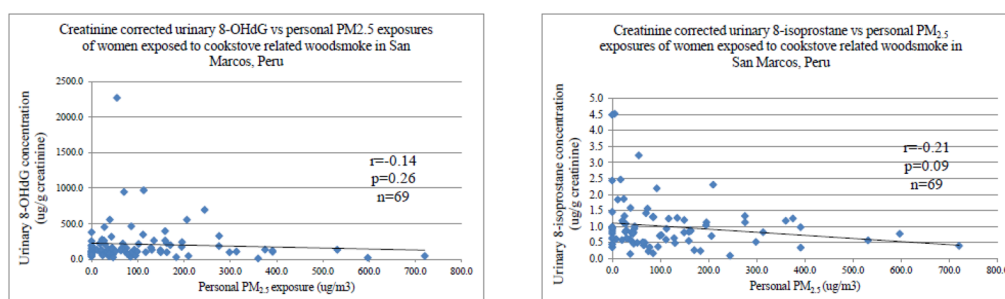 Creatinine corrected urinary 8-OHdG vs personal PM2.5 exposures
of women exposed to cookstove related woodsmoke in San
Marcos, Peru
Urinary 8-OHdG concentration
(ug/g creatinine)
2500.0
2000.0
1500.0
1000.0
500.0
0.0
r=-0.14
p=0.26
n=69
0.0 100.0 200.0 300.0 400.0 500.0 600.0 700.0 800.0
Personal PM2.5 exposure (ug/m3)
Creatinine corrected urinary 8-isoprostane vs personal PM2.5
exposures of women exposed to cookstove related woodsmoke in
San Marcos, Peru
Urinary 8-isoprostane concentration
(ug/g creatinine)
5.0
4.5
4.0
3.5
3.0
2.5
2.0
1.5
1.0
0.5
0.0
r=-0.21
p=0.09
n=69
0.0 100.0 200.0 300.0 400.0 500.0 600.0 700.0 800.0
Personal PM2.5 (ug/m3)